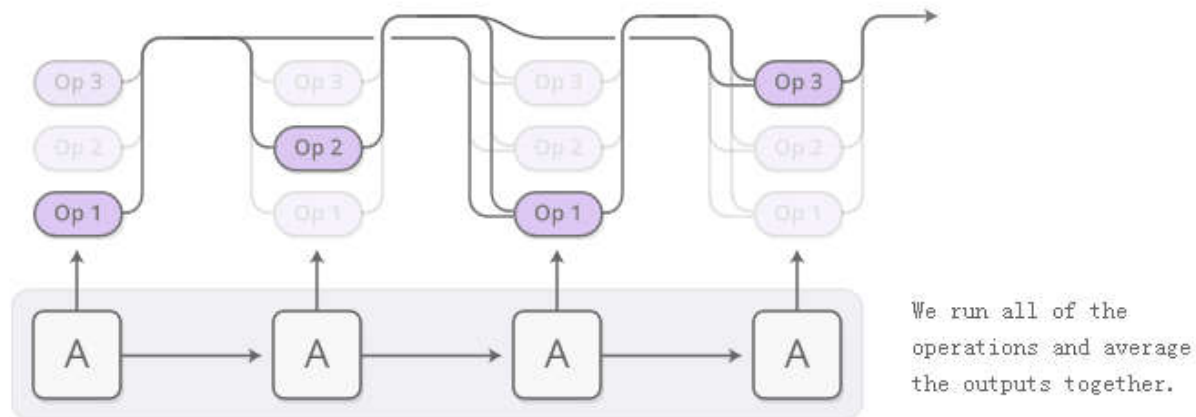 Op 3 Op 3 Op 3 Op 3
Op 2 Op 2 Op 2 Op 2
Op 1 Op 1 Op 1 Op 1
A A A A
We run all of the
operations and average
the outputs together.